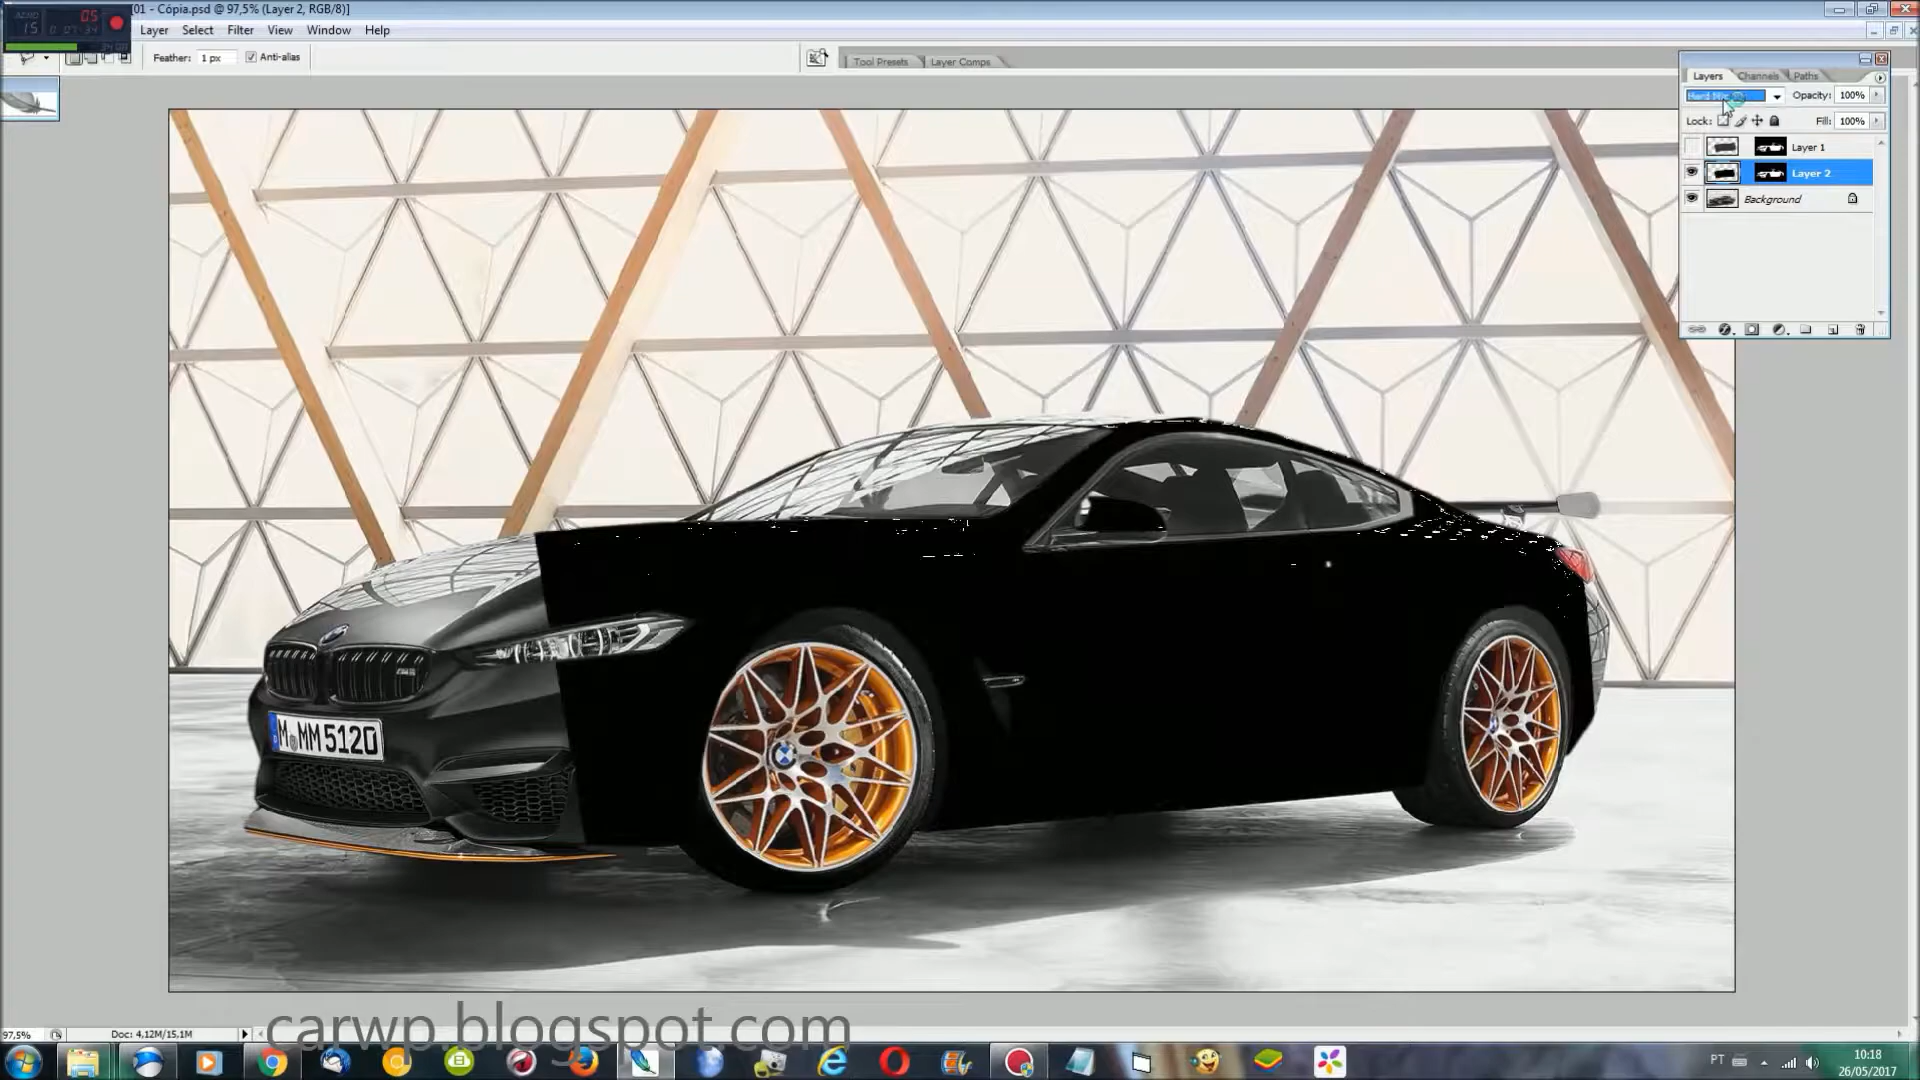 01 - Cópia.psd @ 97,5% (Layer 2, RGB/8)]
Layer Select Filter View Window Help
Feather: 1 px Anti-alias
Tool Presets Layer Comps
Layers Channels Paths
Hard Mix Opacity: 100%
Lock: Fill: 100%
Layer 1
Layer 2
Background
M MM 5120
97,5% Doc: 4,12M/15,1M
carwp.blogspot.com
PT 10:18
26/05/2017